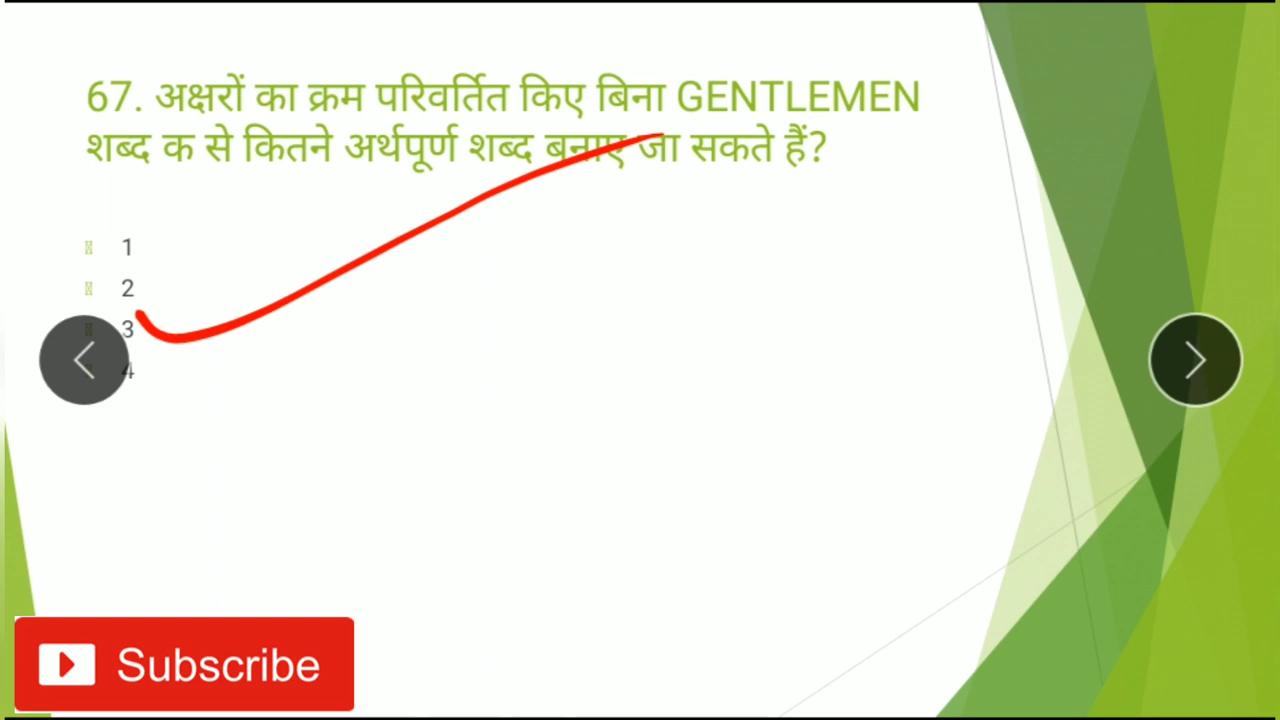 67. अक्षरों का क्रम परिवर्तित किए बिना GENTLEMEN
शब्द क से कितने अर्थपूर्ण शब्द बनाए जा सकते हैं?
1
2
3
4
Subscribe